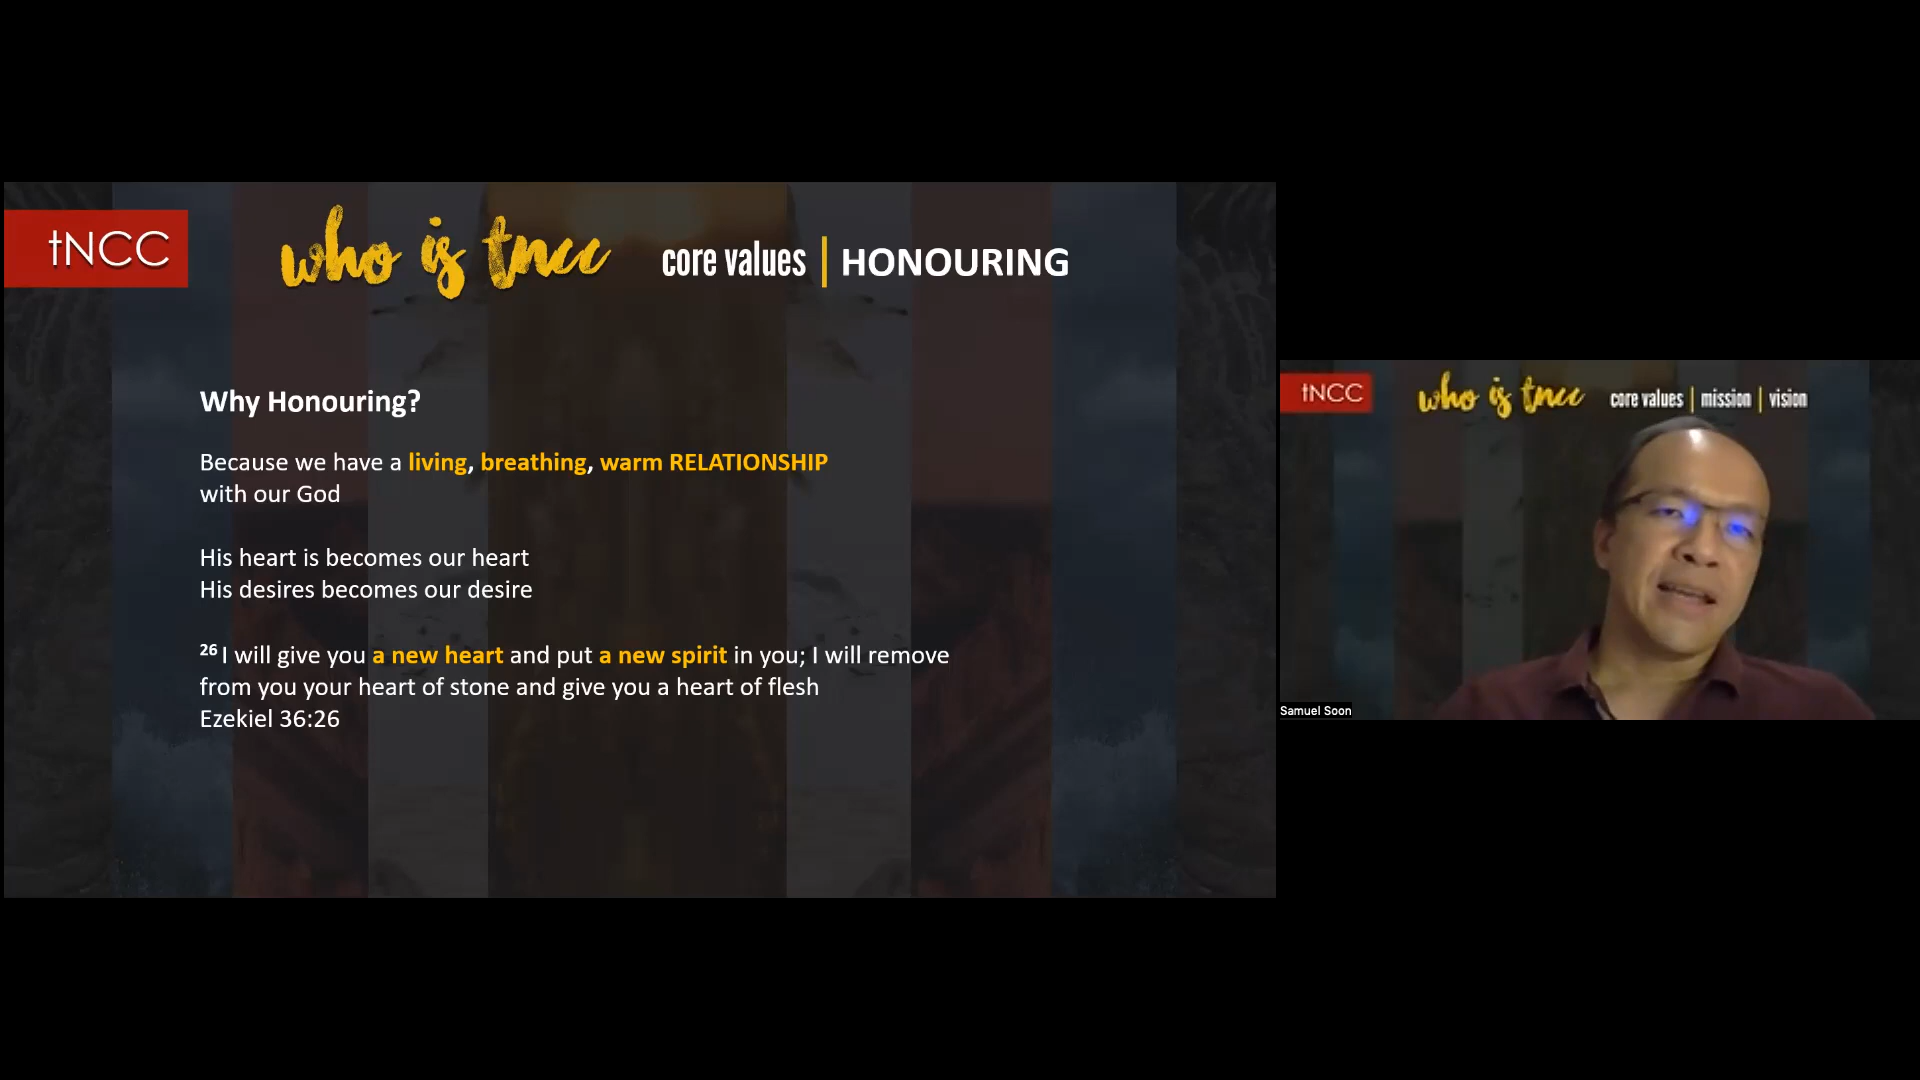 tNCC
who is tncc core values | HONOURING
Why Honouring?
Because we have a living, breathing, warm RELATIONSHIP
with our God
His heart is becomes our heart
His desires becomes our desire
26 I will give you a new heart and put a new spirit in you; I will remove
from you your heart of stone and give you a heart of flesh
Ezekiel 36:26
tNCC
who is tncc core values | mission | vision
Samuel Soon